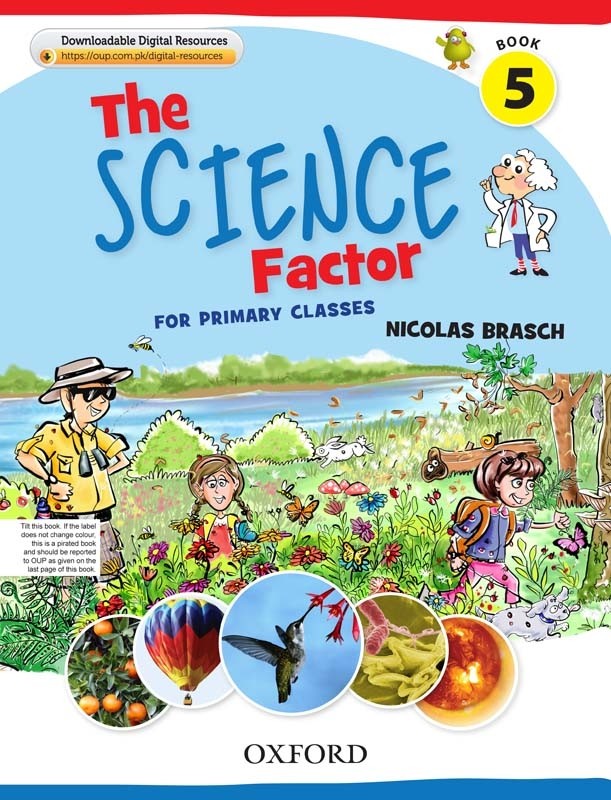 Downloadable Digital Resources
https://oup.com.pk/digital-resources
BOOK
5
The
SCIENCE
Factor
FOR PRIMARY CLASSES
NICOLAS BRASCH
Tilt this book. If the label
does not change colour,
this is a pirated book
and should be reported
to OUP as given on the
last page of this book.
OXFORD